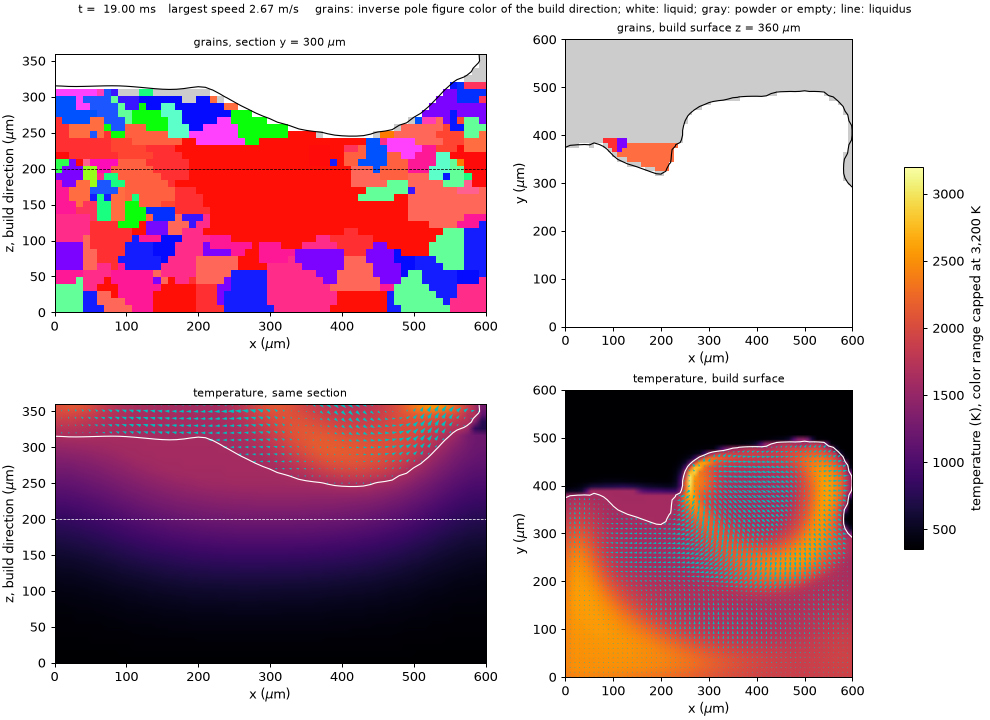 t =  19.00 ms   largest speed 2.67 m/s     grains: inverse pole figure color of the build direction; white: liquid; gray: powder or empty; line: liquidus
grains, section y = 300 μm
350
300
250
200
150
100
50
0
z, build direction (μm)
0 100 200 300 400 500 600
x (μm)
grains, build surface z = 360 μm
600
500
400
300
200
100
0
y (μm)
0 100 200 300 400 500 600
x (μm)
temperature, same section
350
300
250
200
150
100
50
0
z, build direction (μm)
0 100 200 300 400 500 600
x (μm)
temperature, build surface
600
500
400
300
200
100
0
y (μm)
0 100 200 300 400 500 600
x (μm)
3000
2500
2000
1500
1000
500
temperature (K), color range capped at 3,200 K